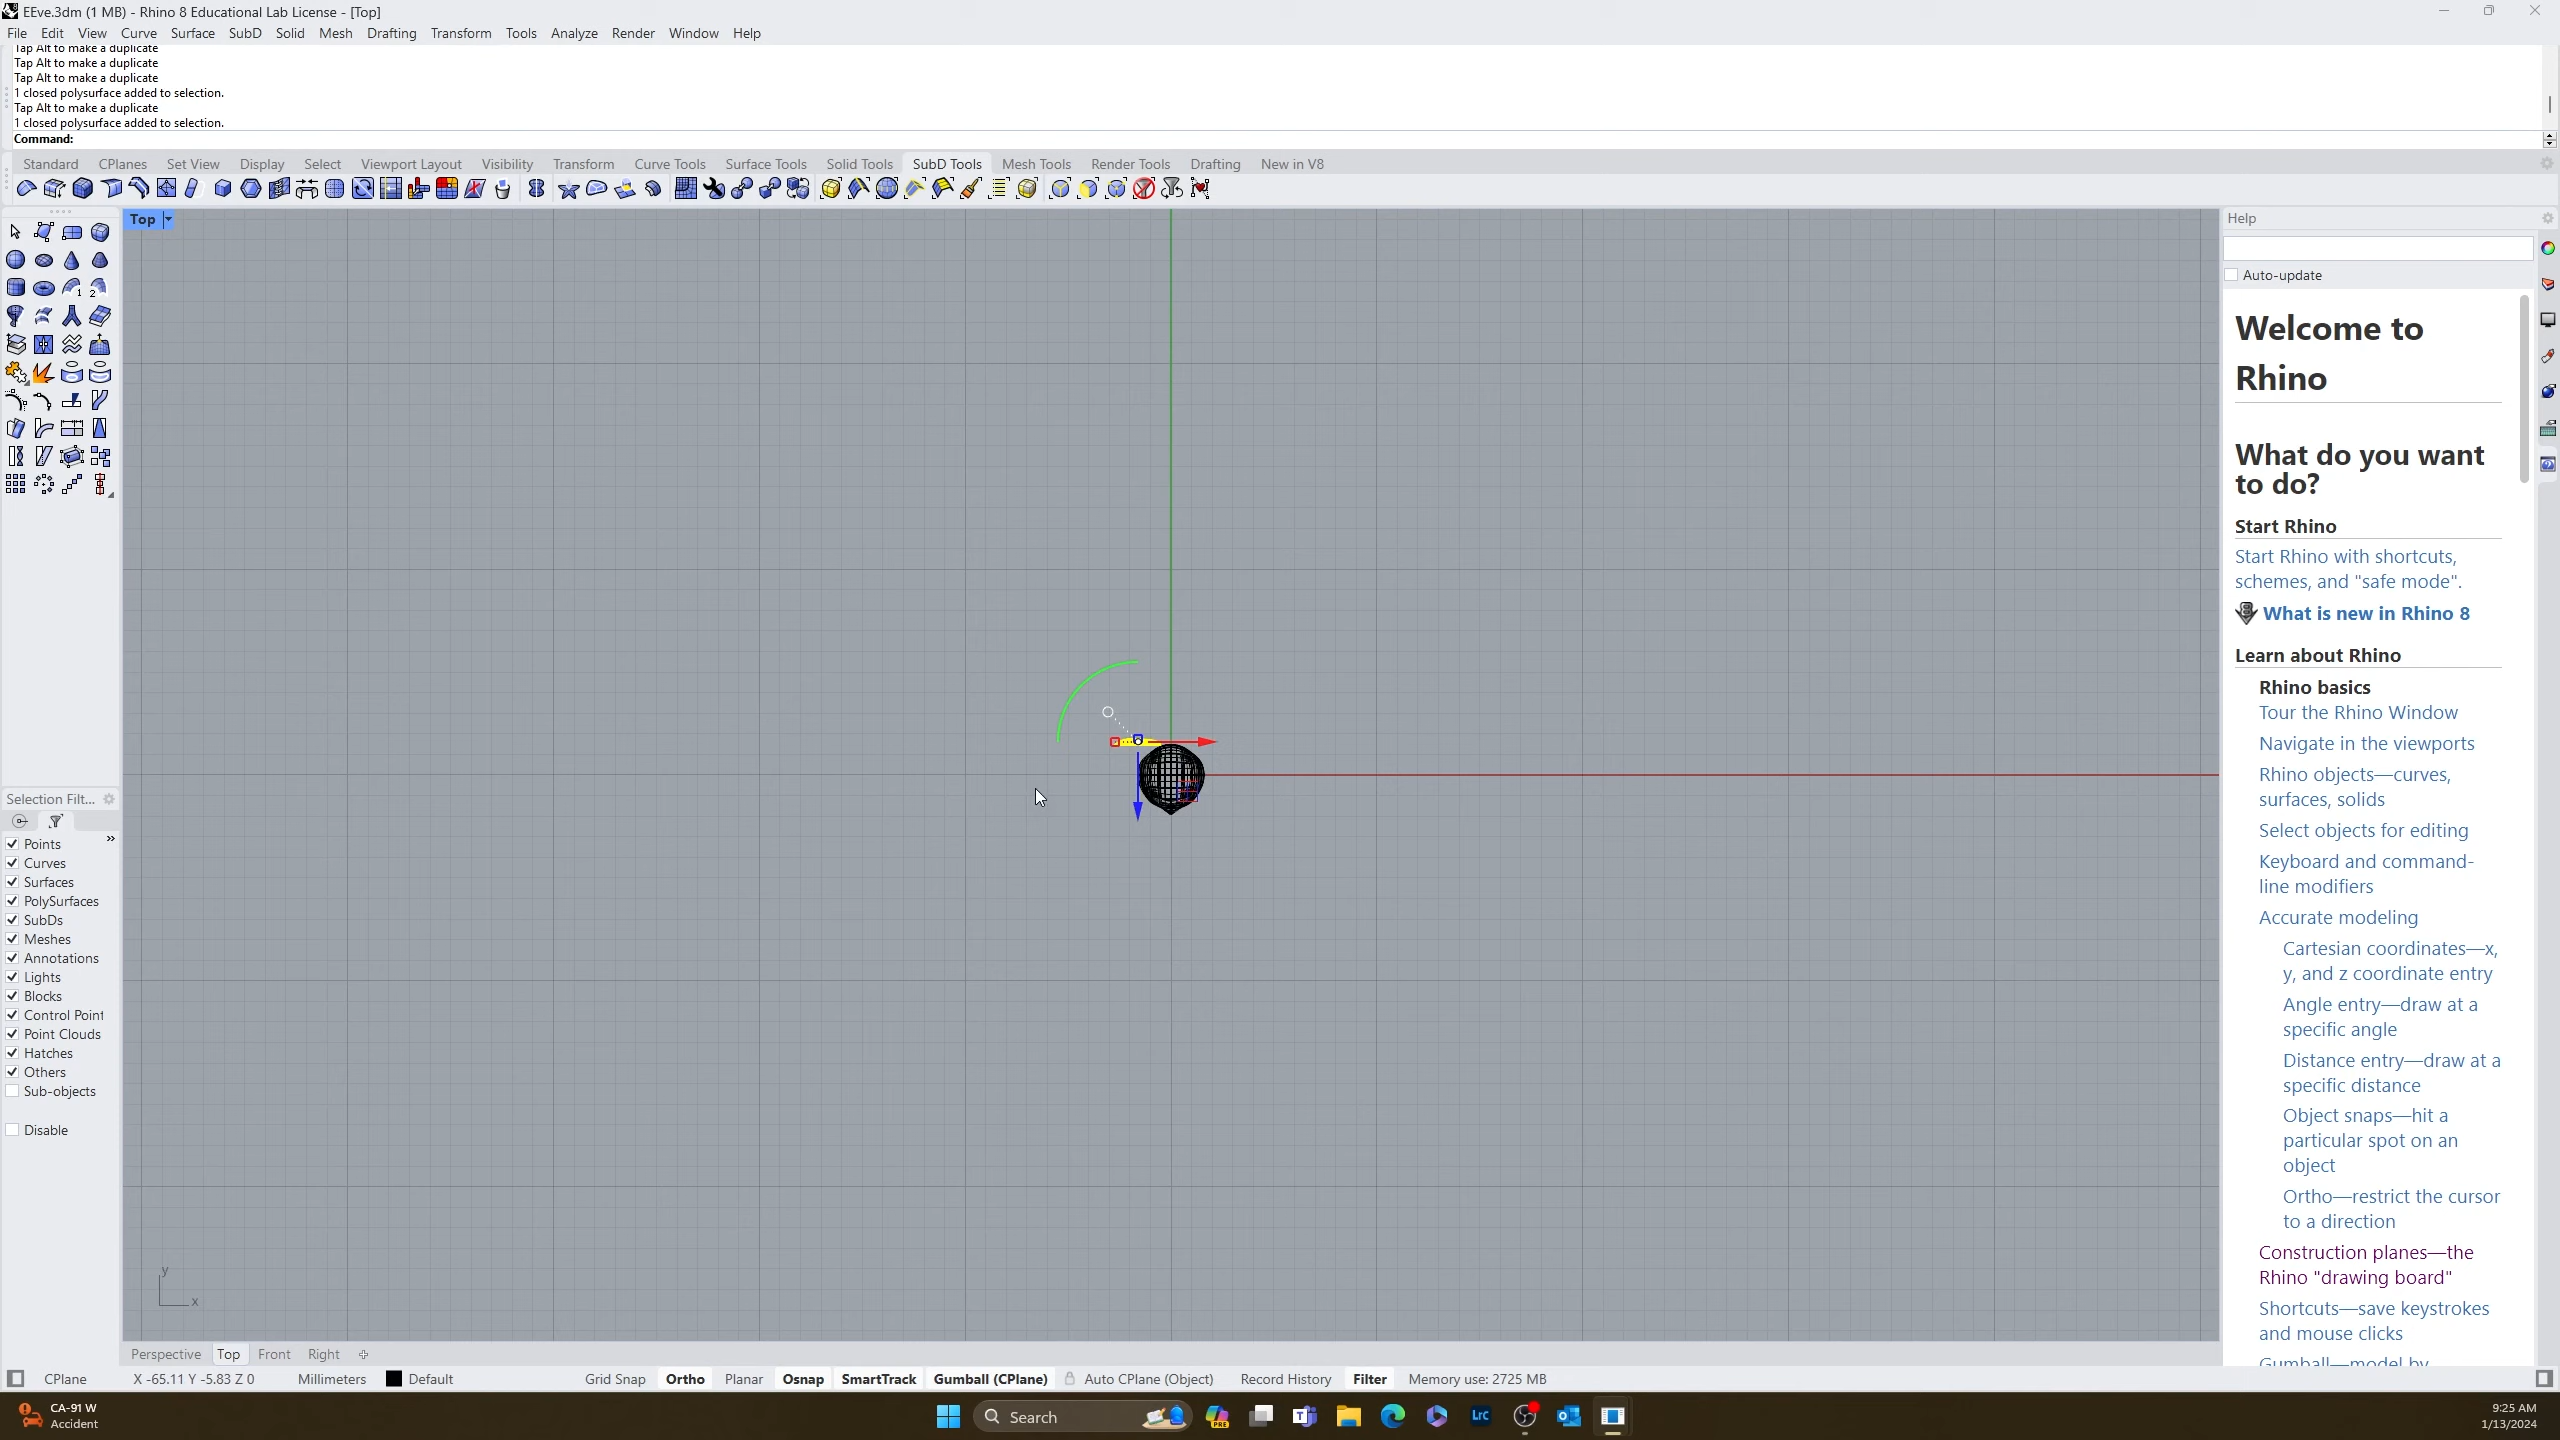 EEve.3dm (1 MB) - Rhino 8 Educational Lab License - [Top]
File Edit View Curve Surface SubD Solid Mesh Drafting Transform Tools Analyze Render Window Help
Tap Alt to make a duplicate
Tap Alt to make a duplicate
Tap Alt to make a duplicate
1 closed polysurface added to selection.
Tap Alt to make a duplicate
1 closed polysurface added to selection.
Command:
Standard CPlanes Set View Display Select Viewport Layout Visibility Transform Curve Tools Surface Tools Solid Tools SubD Tools Mesh Tools Render Tools Drafting New in V8
Top
Help
Auto-update
Welcome to
Rhino
What do you want
to do?
Start Rhino
Start Rhino with shortcuts,
schemes, and "safe mode".
What is new in Rhino 8
Learn about Rhino
Rhino basics
Tour the Rhino Window
Navigate in the viewports
Rhino objects—curves,
surfaces, solids
Select objects for editing
Keyboard and command-
line modifiers
Accurate modeling
Cartesian coordinates—x,
y, and z coordinate entry
Angle entry—draw at a
specific angle
Distance entry—draw at a
specific distance
Object snaps—hit a
particular spot on an
object
Ortho—restrict the cursor
to a direction
Construction planes—the
Rhino "drawing board"
Shortcuts—save keystrokes
and mouse clicks
Gumball—model by
Selection Filt...
Points
Curves
Surfaces
PolySurfaces
SubDs
Meshes
Annotations
Lights
Blocks
Control Point
Point Clouds
Hatches
Others
Sub-objects
Disable
y
x
Perspective Top Front Right
CPlane X -65.11 Y -5.83 Z 0 Millimeters Default Grid Snap Ortho Planar Osnap SmartTrack Gumball (CPlane) Auto CPlane (Object) Record History Filter Memory use: 2725 MB
CA-91 W
Accident
Search
PRE
Lrc
9:25 AM
1/13/2024